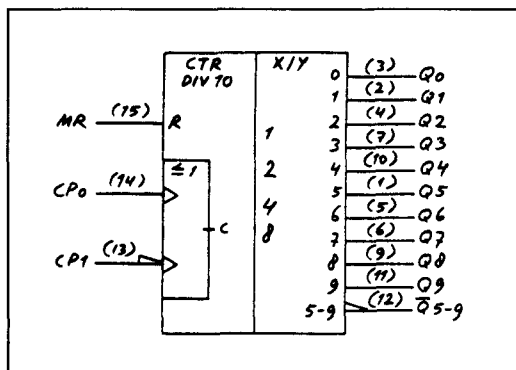 CTR
DIV 10
X/Y
0 (3) Q0
1 (2) Q1
2 (4) Q2
3 (7) Q3
4 (10) Q4
5 (1) Q5
6 (5) Q6
7 (6) Q7
8 (9) Q8
9 (11) Q9
5-9 (12) Q̅5-9
MR (15) R
≤1
CP0 (14)
C
CP1 (13)
1
2
4
8